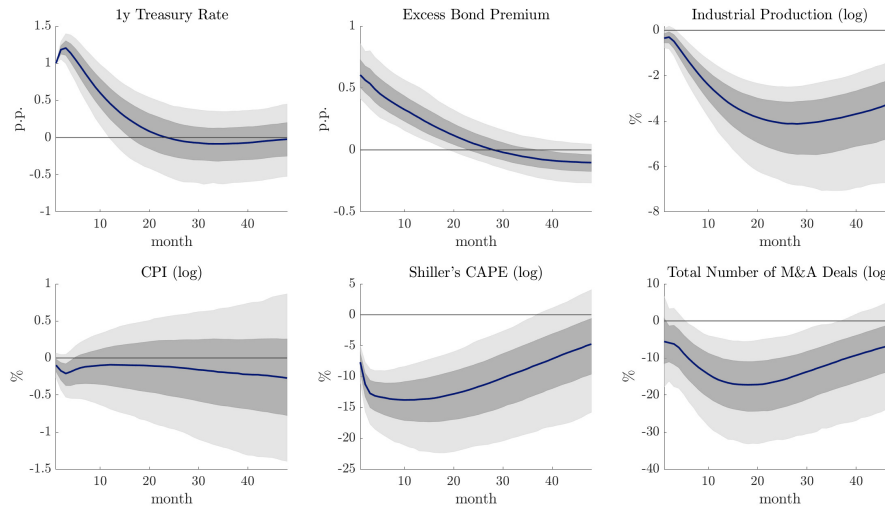 1y Treasury Rate
p.p.
1.5
1
0.5
0
-0.5
-1
10 20 30 40
month
Excess Bond Premium
p.p.
1
0.5
0
-0.5
10 20 30 40
month
Industrial Production (log)
%
0
-2
-4
-6
-8
10 20 30 40
month
CPI (log)
%
1
0.5
0
-0.5
-1
-1.5
10 20 30 40
month
Shiller's CAPE (log)
%
5
0
-5
-10
-15
-20
-25
10 20 30 40
month
Total Number of M&A Deals (log
%
10
0
-10
-20
-30
-40
10 20 30 40
month